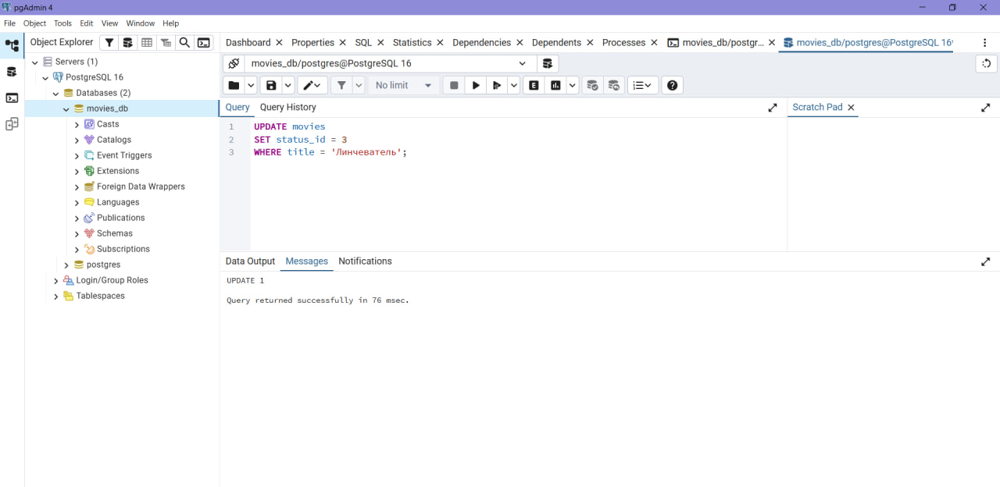 pgAdmin 4
File Object Tools Edit View Window Help
Object Explorer
Dashboard Properties SQL Statistics Dependencies Dependents Processes movies_db/postgr... movies_db/postgres@PostgreSQL 16*
Servers (1)
PostgreSQL 16
Databases (2)
movies_db
Casts
Catalogs
Event Triggers
Extensions
Foreign Data Wrappers
Languages
Publications
Schemas
Subscriptions
postgres
Login/Group Roles
Tablespaces
movies_db/postgres@PostgreSQL 16
No limit
E
Query Query History
Scratch Pad
1 UPDATE movies
2 SET status_id = 3
3 WHERE title = 'Линчеватель';
Data Output Messages Notifications
UPDATE 1
Query returned successfully in 76 msec.